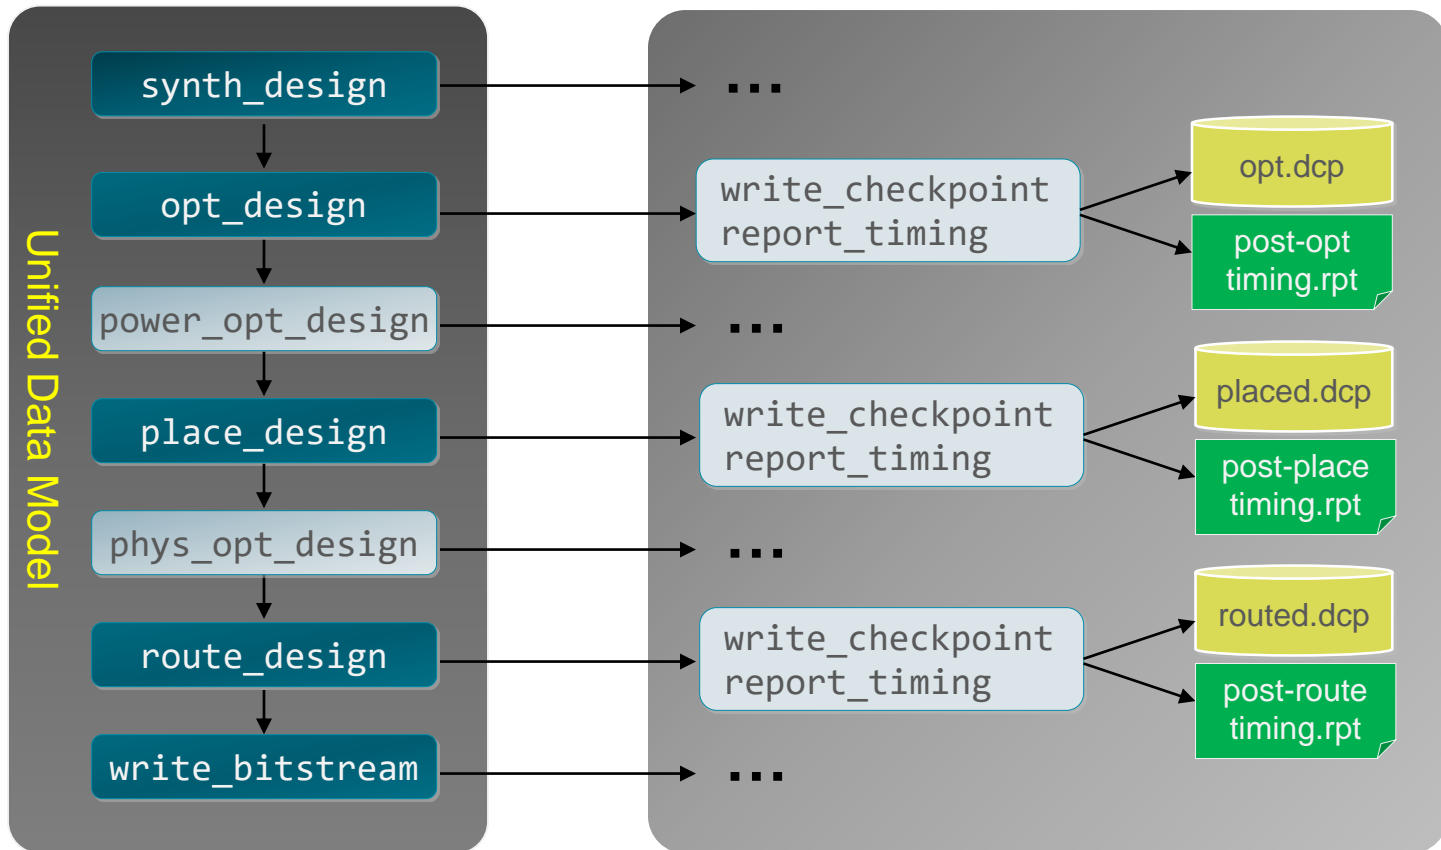 Unified Data Model
synth_design
...
opt_design
write_checkpoint
report_timing
opt.dcp
post-opt
timing.rpt
power_opt_design
...
place_design
write_checkpoint
report_timing
placed.dcp
post-place
timing.rpt
phys_opt_design
...
route_design
write_checkpoint
report_timing
routed.dcp
post-route
timing.rpt
write_bitstream
...